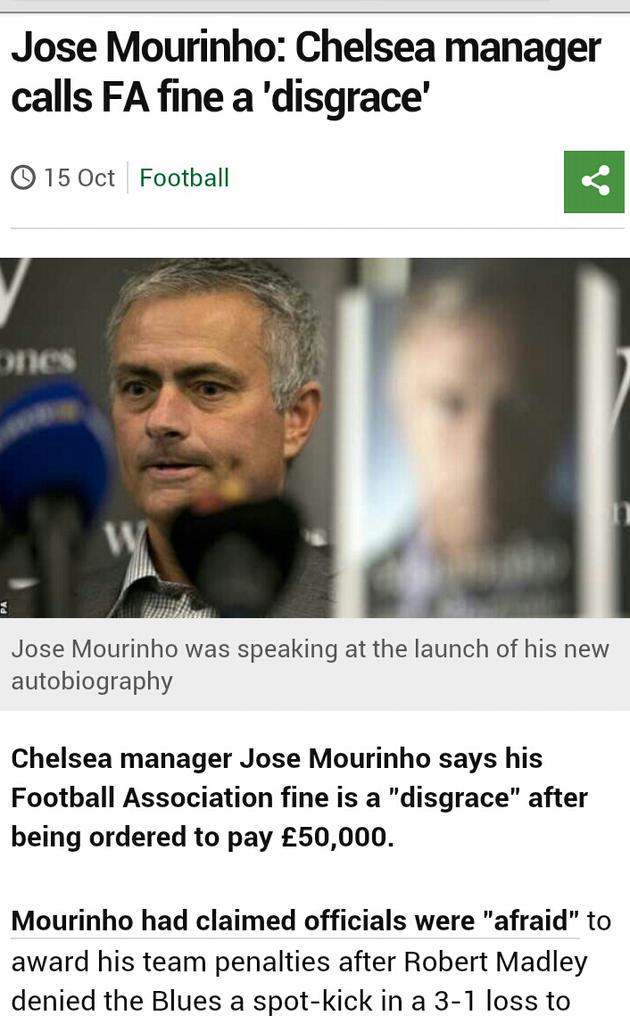 Jose Mourinho: Chelsea manager
calls FA fine a 'disgrace'
15 Oct
Football
ones
W
PA
Jose Mourinho was speaking at the launch of his new
autobiography
Chelsea manager Jose Mourinho says his
Football Association fine is a "disgrace" after
being ordered to pay £50,000.
Mourinho had claimed officials were "afraid" to
award his team penalties after Robert Madley
denied the Blues a spot-kick in a 3-1 loss to